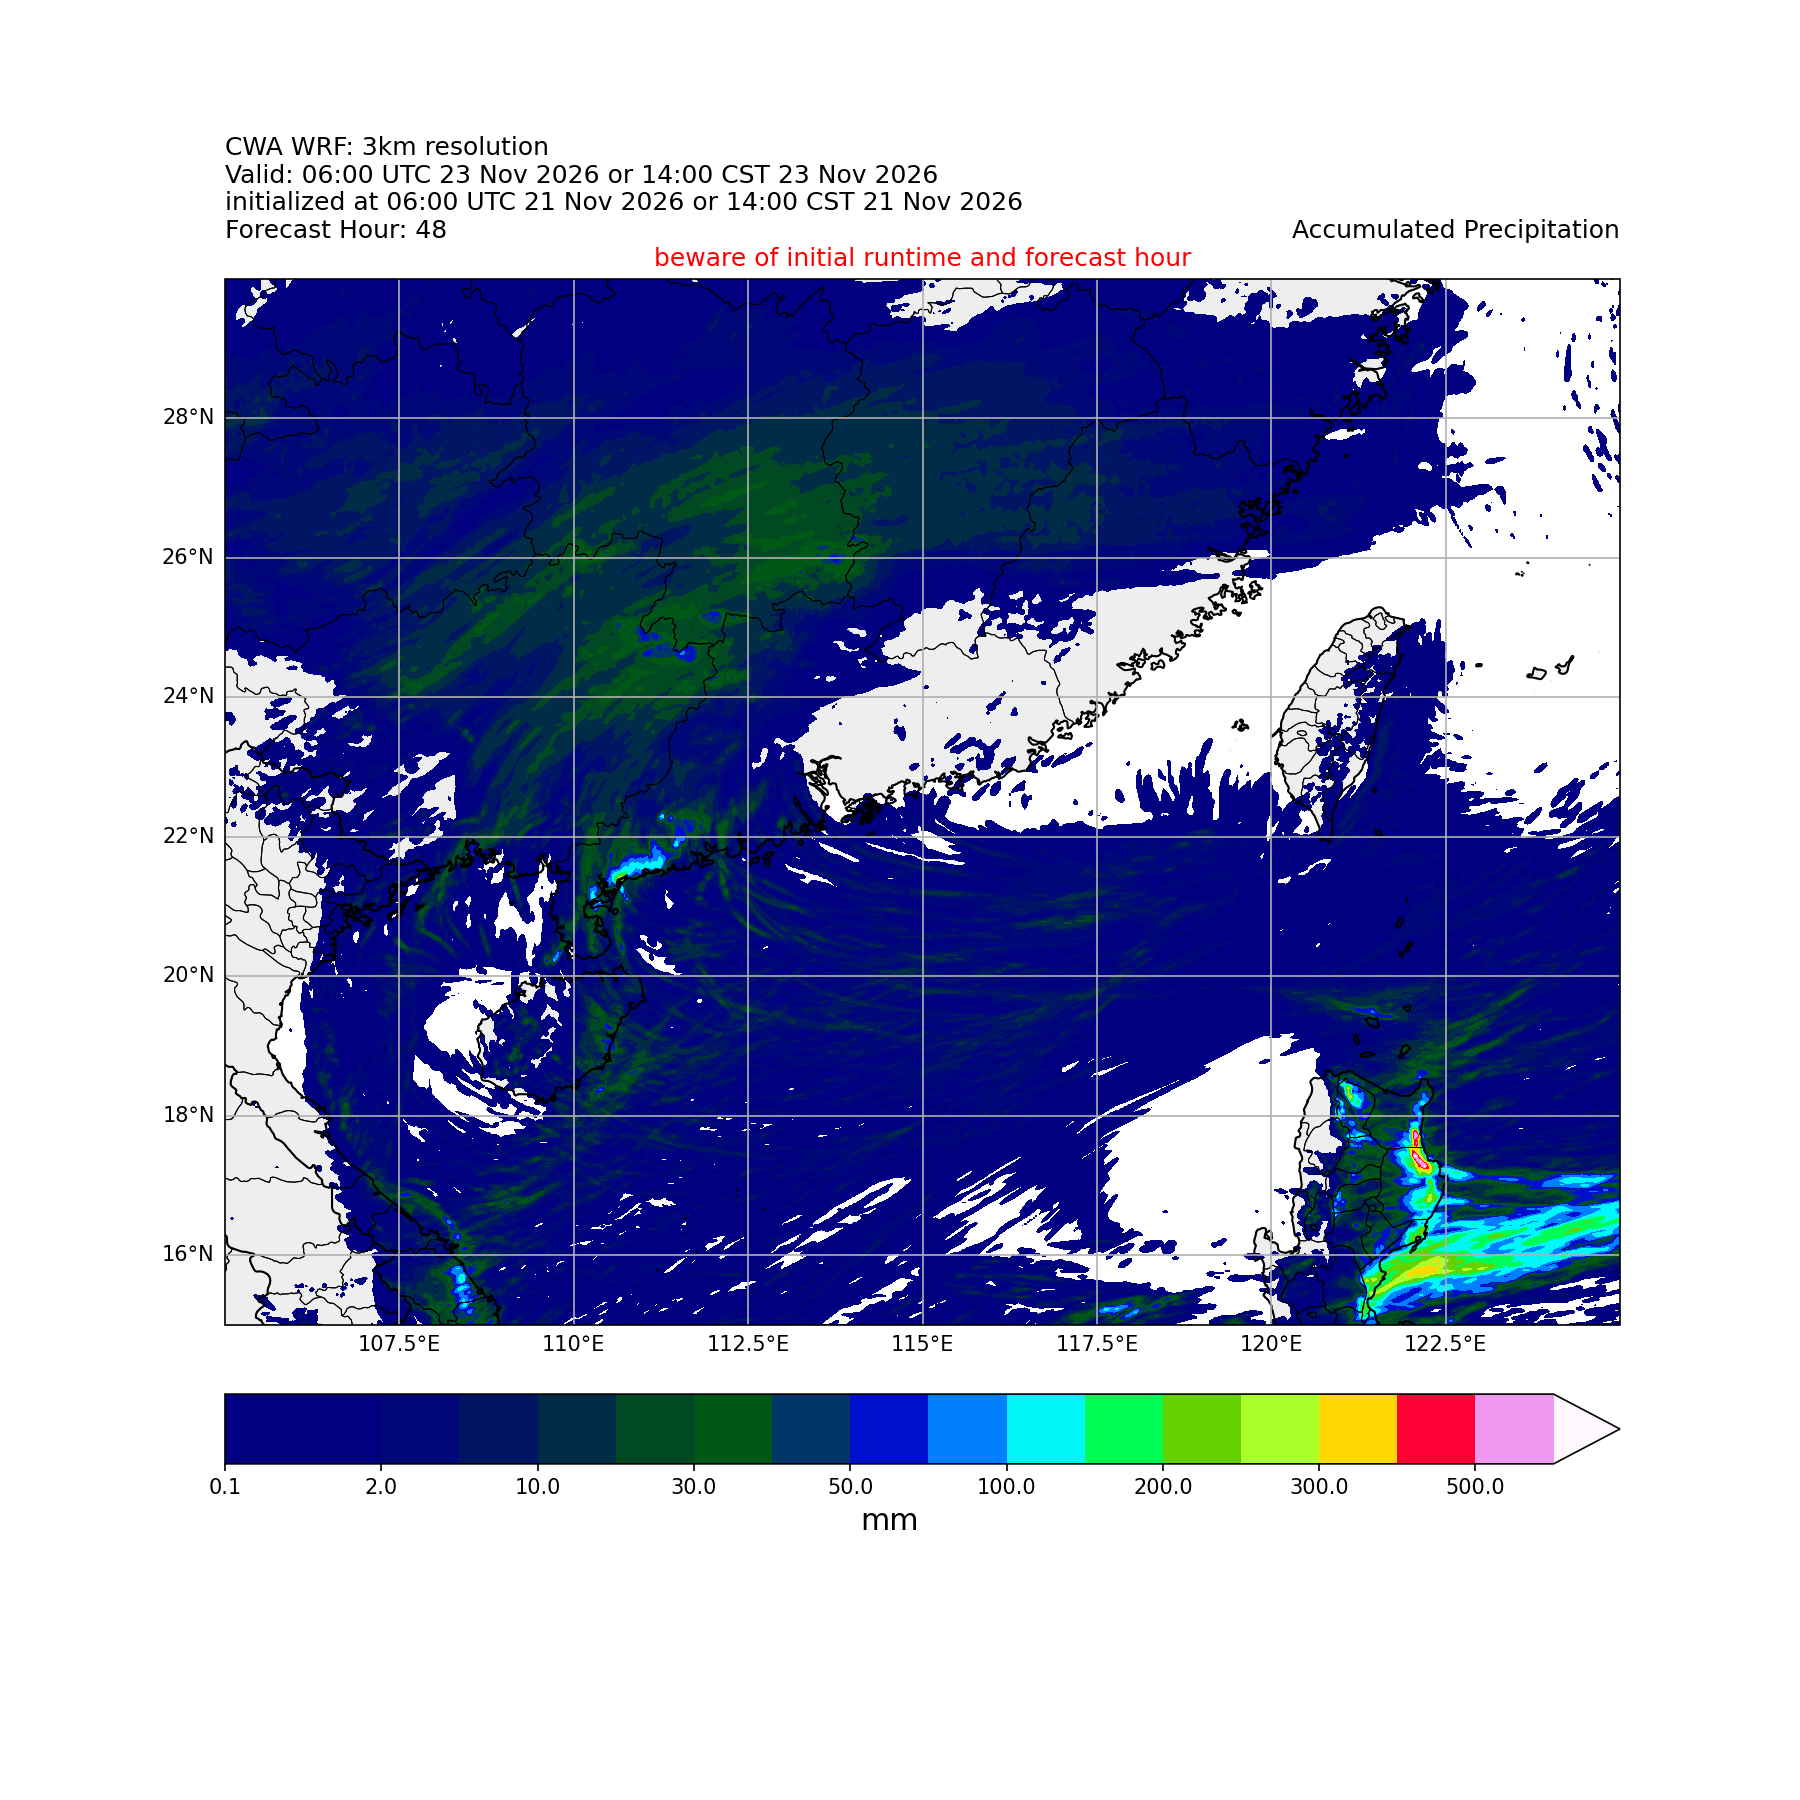 CWA WRF: 3km resolution
Valid: 06:00 UTC 23 Nov 2026 or 14:00 CST 23 Nov 2026
initialized at 06:00 UTC 21 Nov 2026 or 14:00 CST 21 Nov 2026
Forecast Hour: 48
Accumulated Precipitation
beware of initial runtime and forecast hour
28°N
26°N
24°N
22°N
20°N
18°N
16°N
107.5°E 110°E 112.5°E 115°E 117.5°E 120°E 122.5°E
0.1 2.0 10.0 30.0 50.0 100.0 200.0 300.0 500.0
mm